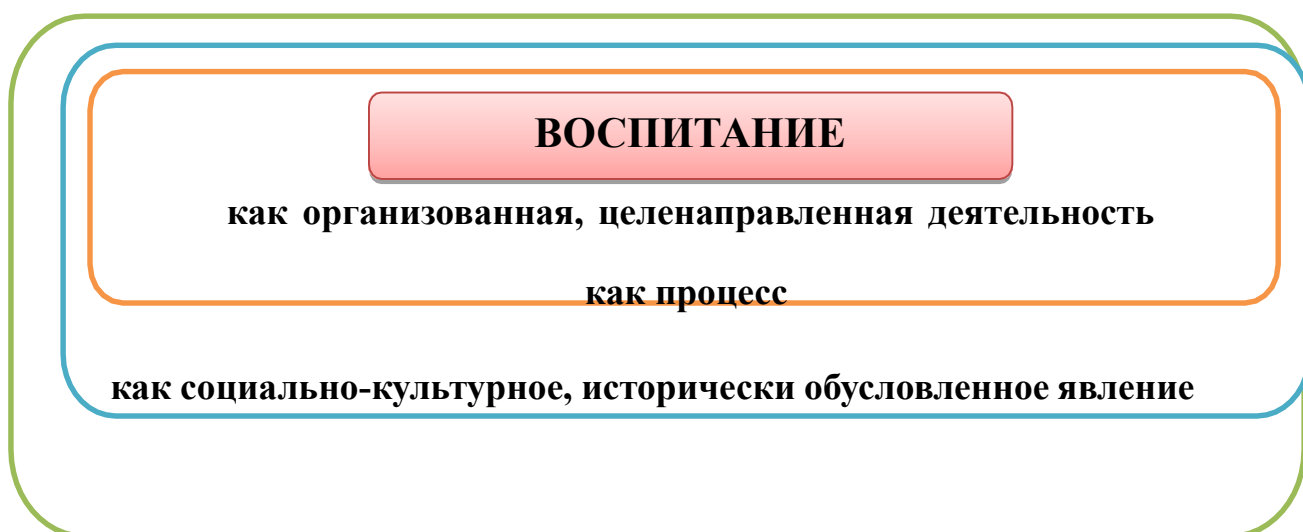 ВОСПИТАНИЕ
как организованная, целенаправленная деятельность
как процесс
как социально-культурное, исторически обусловленное явление